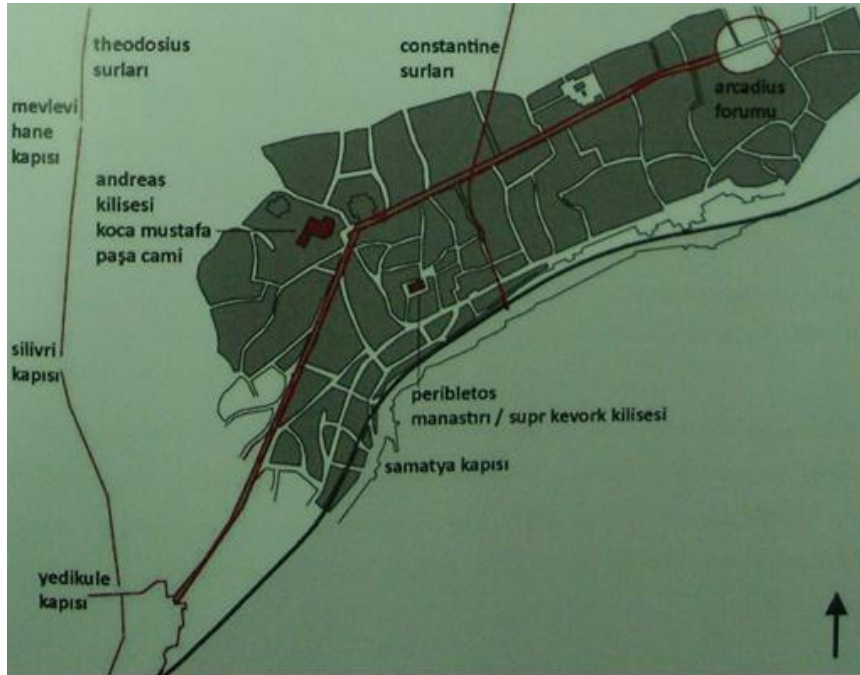 theodosius
surları
constantine
surları
mevlevi
hane
kapısı
arcadius
forumu
andreas
kilisesi
koca mustafa
paşa cami
silivri
kapısı
peribletos
manastırı / supr kevork kilisesi
samatya kapısı
yedikule
kapısı